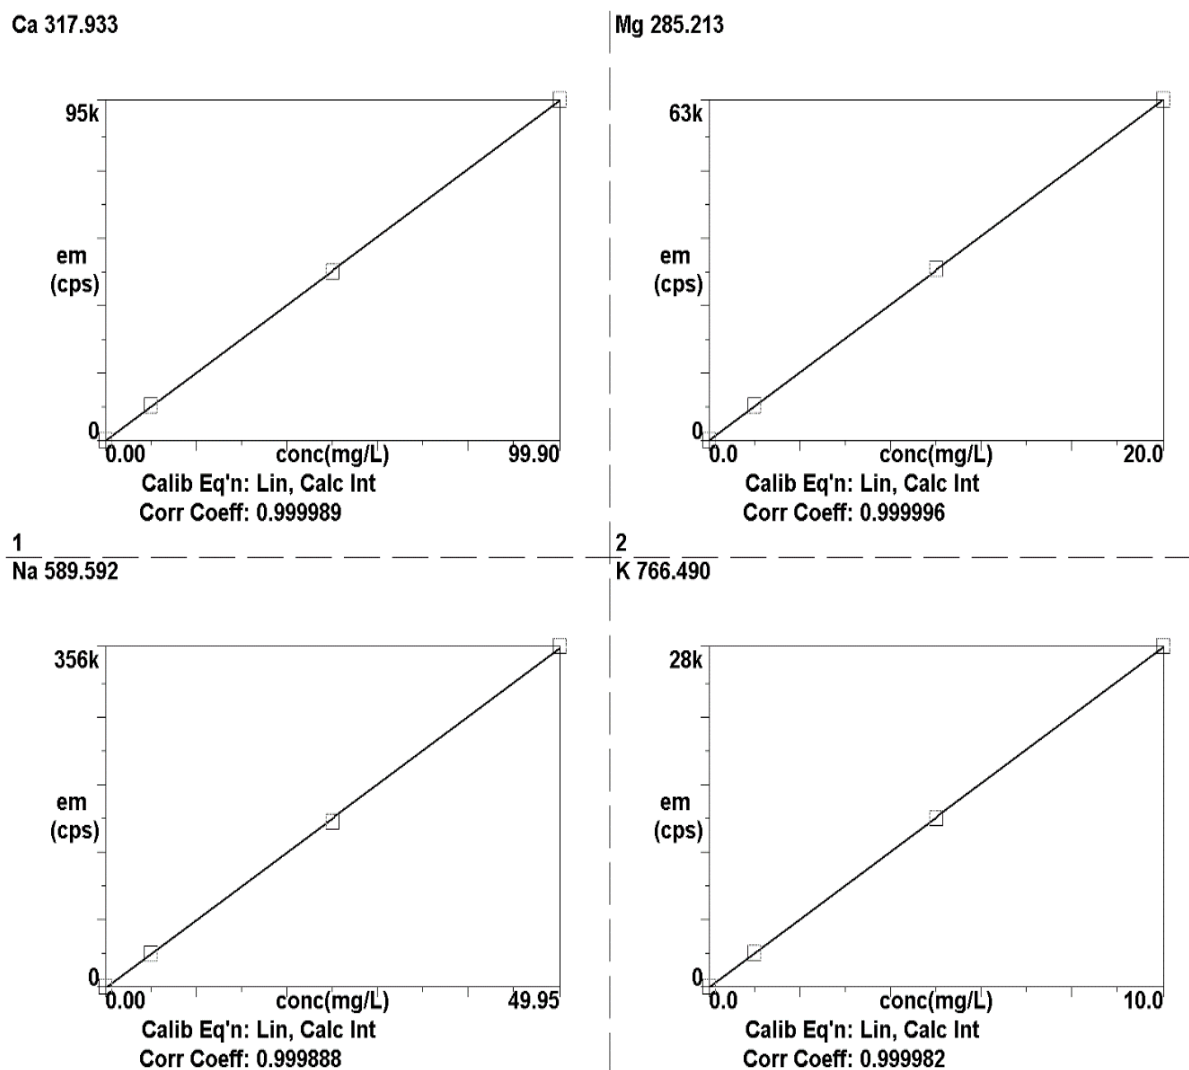 Ca 317.933
95k
em
(cps)
0
0.00 conc(mg/L) 99.90
Calib Eq'n: Lin, Calc Int
Corr Coeff: 0.999989
1
Mg 285.213
63k
em
(cps)
0
0.0 conc(mg/L) 20.0
Calib Eq'n: Lin, Calc Int
Corr Coeff: 0.999996
2
Na 589.592
356k
em
(cps)
0
0.00 conc(mg/L) 49.95
Calib Eq'n: Lin, Calc Int
Corr Coeff: 0.999888
K 766.490
28k
em
(cps)
0
0.0 conc(mg/L) 10.0
Calib Eq'n: Lin, Calc Int
Corr Coeff: 0.999982